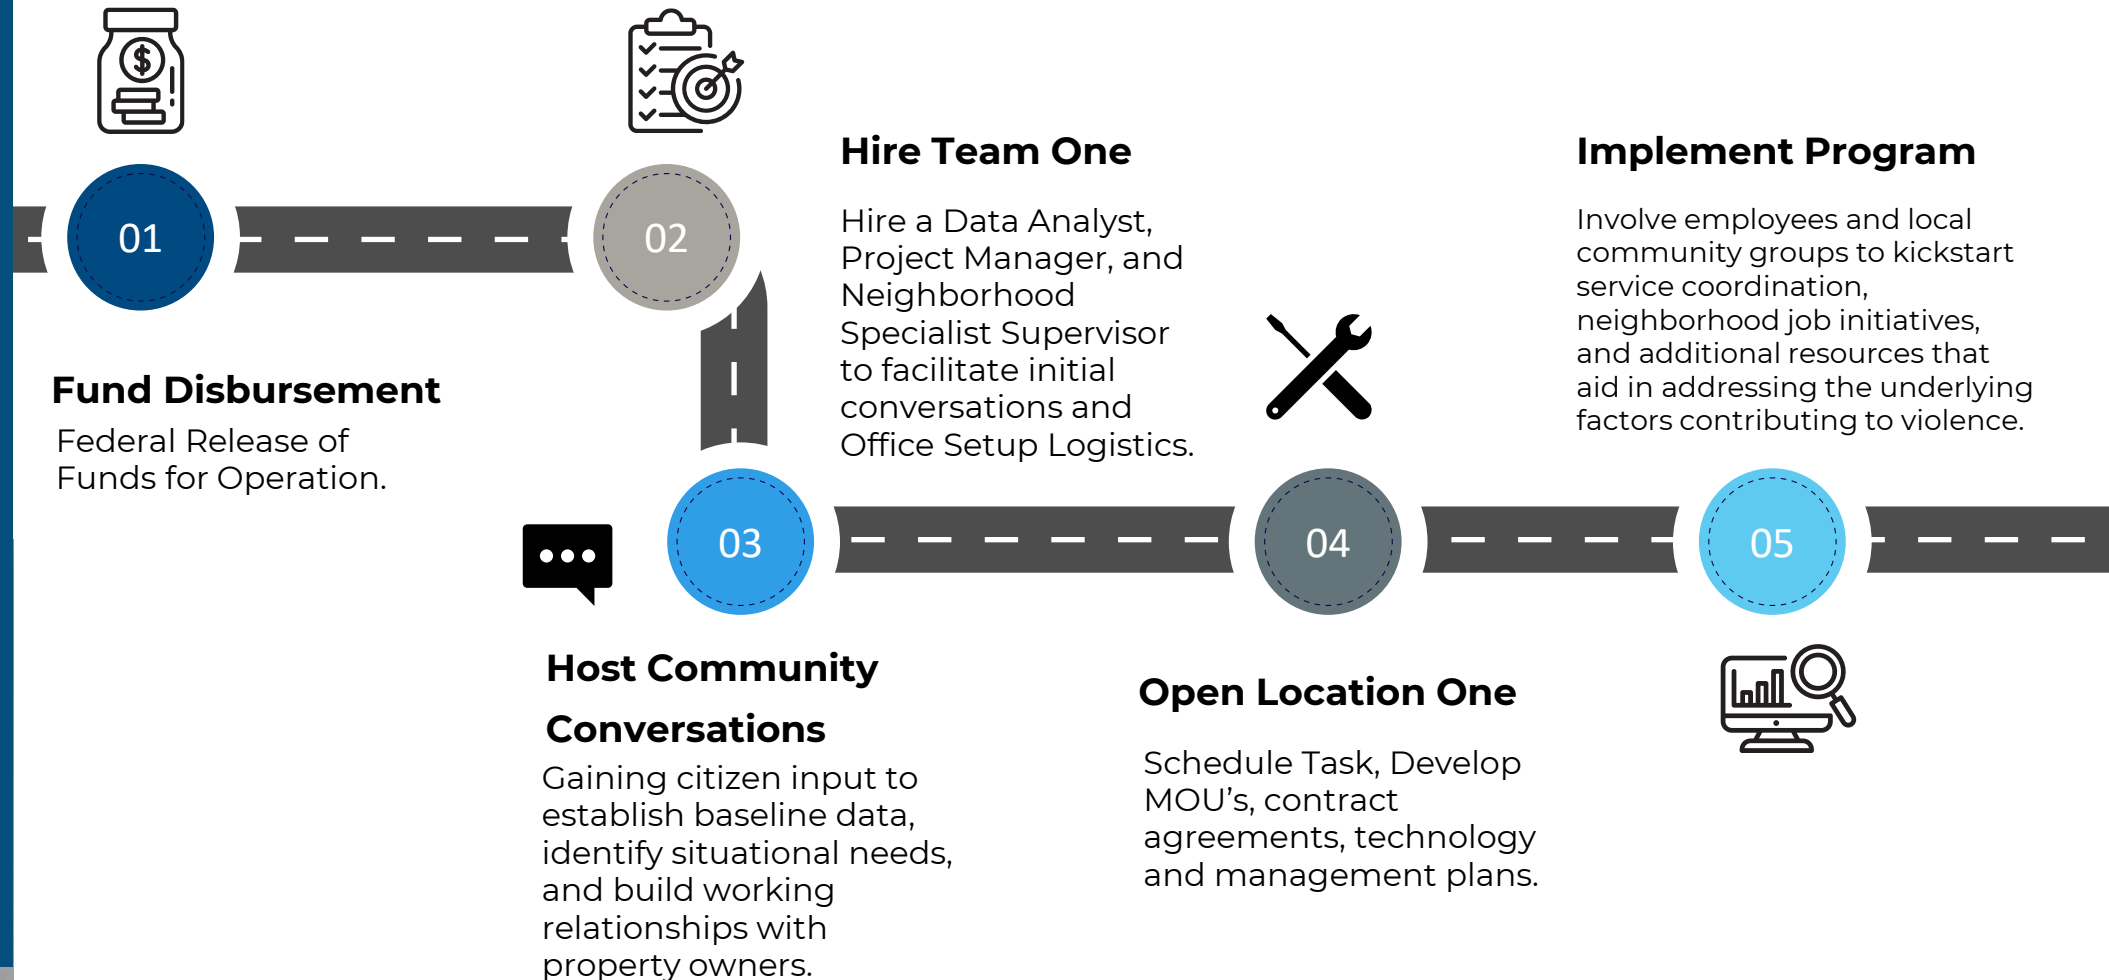 01
Fund Disbursement
Federal Release of
Funds for Operation.
02
Hire Team One
Hire a Data Analyst,
Project Manager, and
Neighborhood
Specialist Supervisor
to facilitate initial
conversations and
Office Setup Logistics.
03
Host Community
Conversations
Gaining citizen input to
establish baseline data,
identify situational needs,
and build working
relationships with
property owners.
04
Open Location One
Schedule Task, Develop
MOU’s, contract
agreements, technology
and management plans.
05
Implement Program
Involve employees and local
community groups to kickstart
service coordination,
neighborhood job initiatives,
and additional resources that
aid in addressing the underlying
factors contributing to violence.